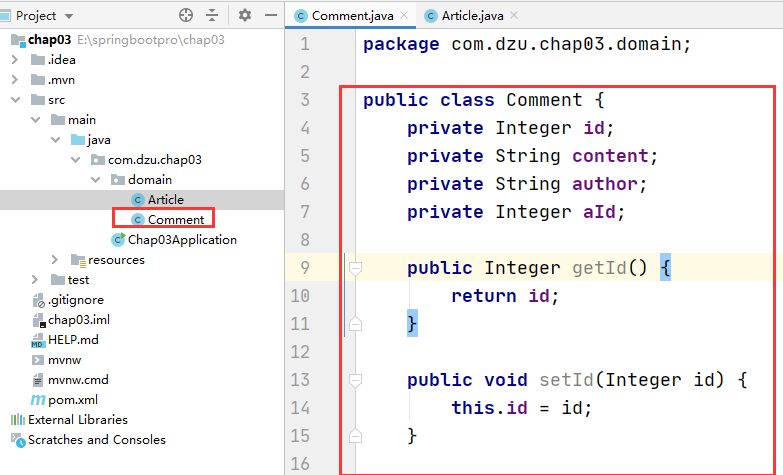 Project
chap03 E:\springbootpro\chap03
.idea
.mvn
src
main
java
com.dzu.chap03
domain
Article
Comment
Chap03Application
resources
test
.gitignore
chap03.iml
HELP.md
mvnw
mvnw.cmd
pom.xml
External Libraries
Scratches and Consoles
Comment.java
Article.java
1 package com.dzu.chap03.domain;
2
3 public class Comment {
4 private Integer id;
5 private String content;
6 private String author;
7 private Integer aId;
8
9 public Integer getId() {
10 return id;
11 }
12
13 public void setId(Integer id) {
14 this.id = id;
15 }
16